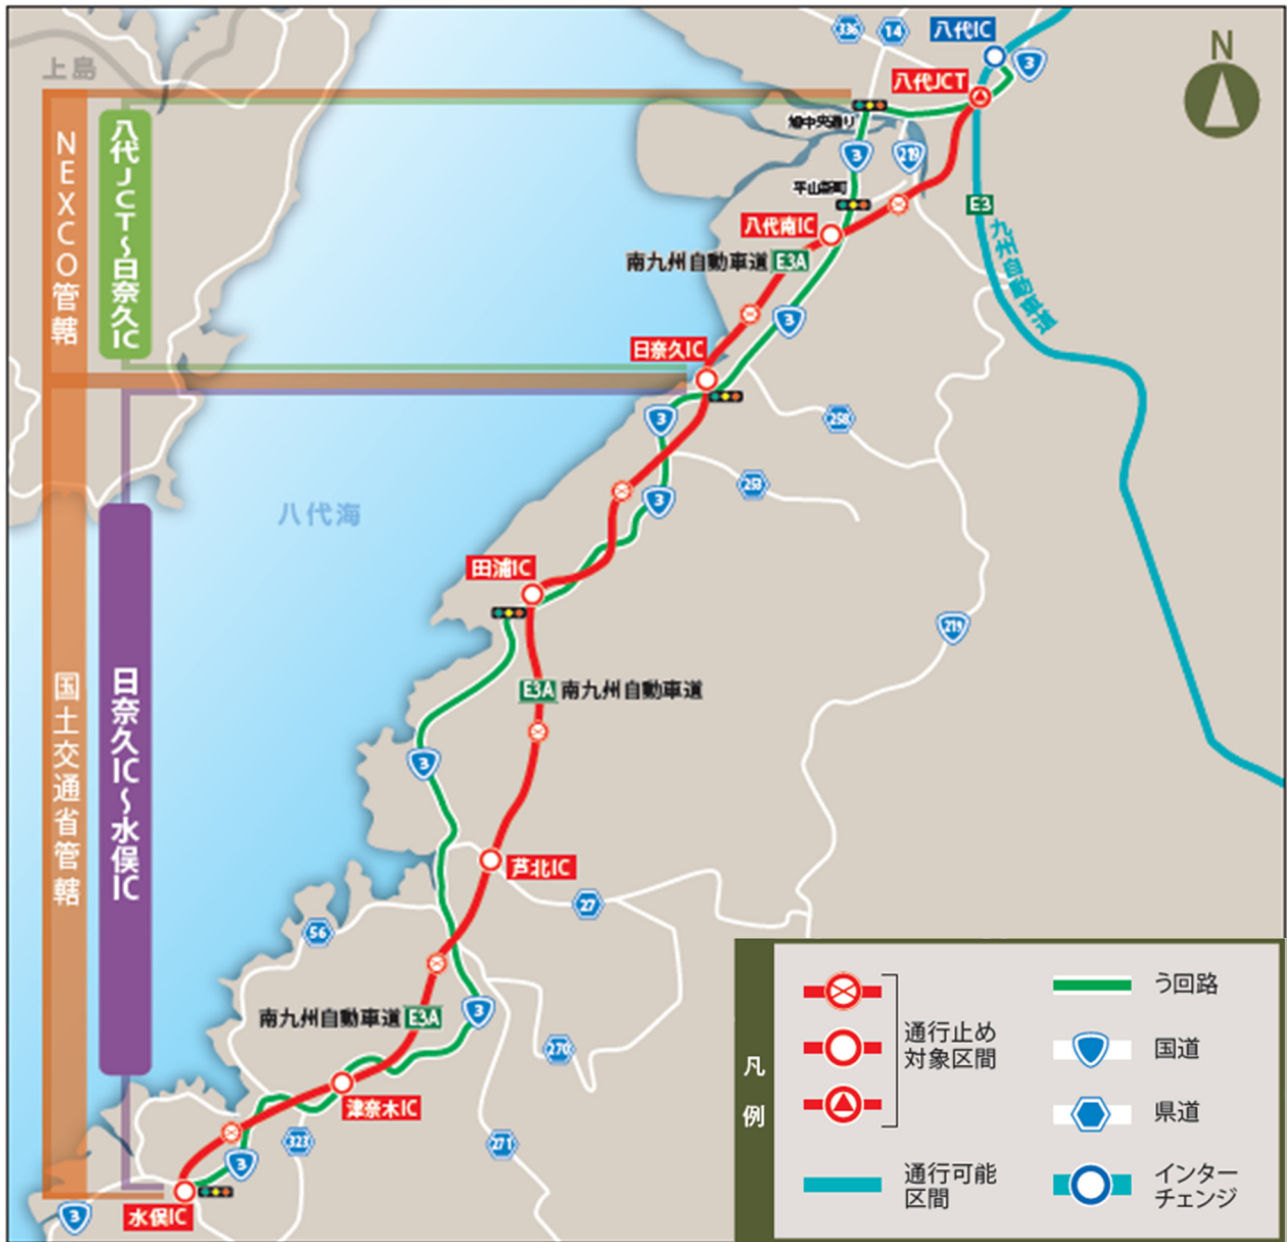 336
14
八代IC
3
N
上島
八代JCT
旭中央通り
3
219
平山新町
E3
八代南IC
九州自動車道
南九州自動車道 E3A
NEXCO管轄
八代JCT～日奈久IC
3
日奈久IC
3
258
253
3
八代海
田浦IC
219
E3A 南九州自動車道
国土交通省管轄
日奈久IC～水俣IC
3
芦北IC
27
56
南九州自動車道 E3A
3
270
津奈木IC
323
271
3
水俣IC
3
凡例
通行止め
対象区間
通行可能
区間
う回路
国道
県道
インター
チェンジ